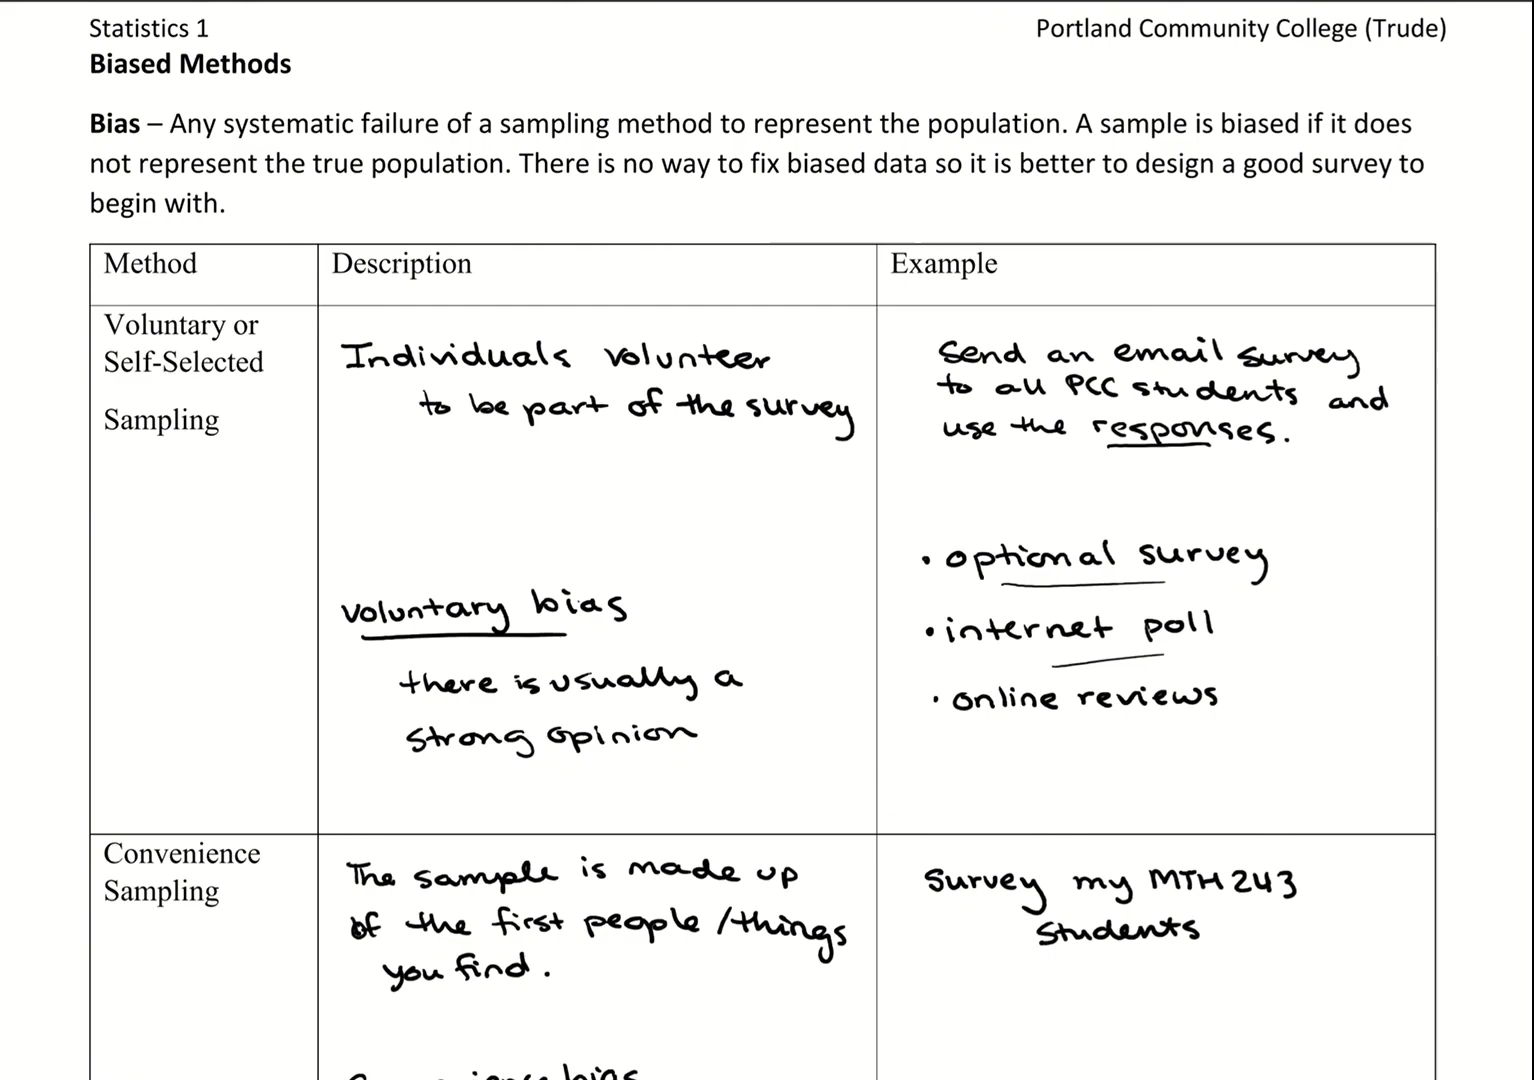 Statistics 1
Portland Community College (Trude)
Biased Methods
Bias – Any systematic failure of a sampling method to represent the population. A sample is biased if it does
not represent the true population. There is no way to fix biased data so it is better to design a good survey to
begin with.
Method
Description
Example
Voluntary or
Self-Selected
Sampling
Individuals volunteer
to be part of the survey
voluntary bias
there is usually a
strong opinion
Send an email survey
to all PCC students and
use the responses.
• optional survey
• internet poll
• online reviews
Convenience
Sampling
The sample is made up
of the first people/things
you find.
Survey my MTH 243
students